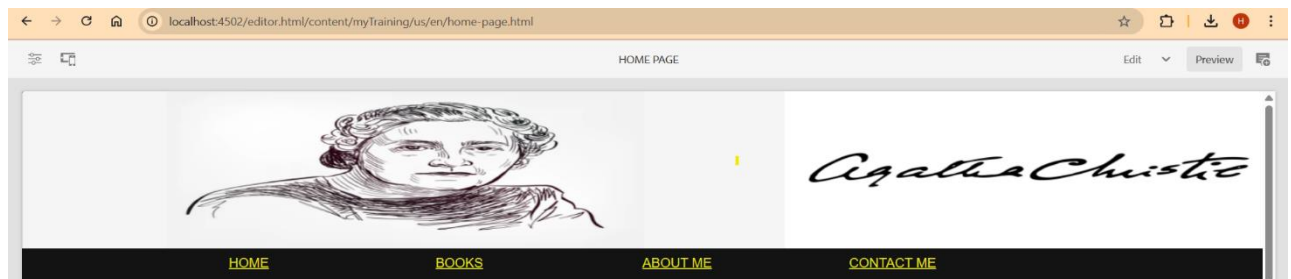 localhost:4502/editor.html/content/myTraining/us/en/home-page.html
H
HOME PAGE
Edit
Preview
Agatha Christie
HOME BOOKS ABOUT ME CONTACT ME